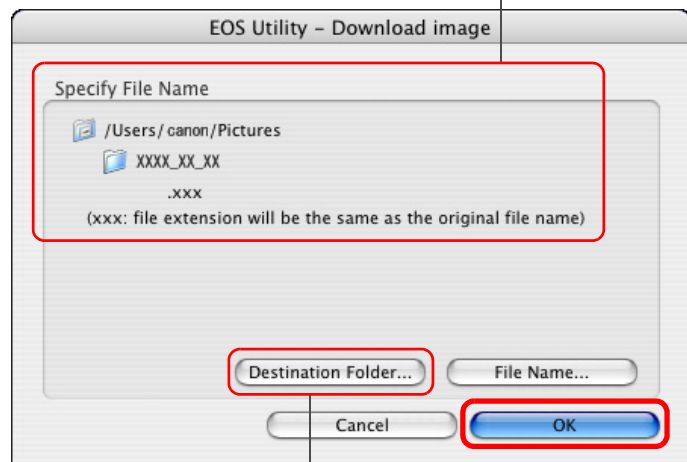 EOS Utility – Download image
Specify File Name
/Users/canon/Pictures
XXXX_XX_XX
.xxx
(xxx: file extension will be the same as the original file name)
Destination Folder... File Name...
Cancel OK